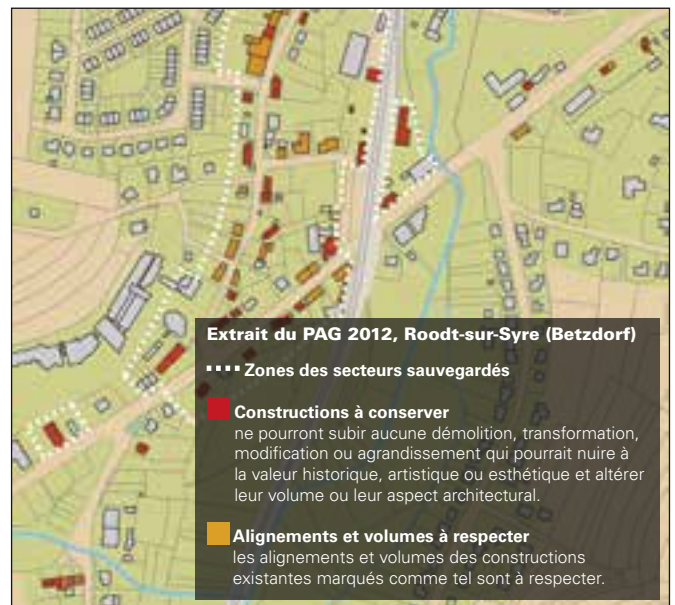 Extrait du PAG 2012, Roodt-sur-Syre (Betzdorf)
Zones des secteurs sauvegardés
Constructions à conserver
ne pourront subir aucune démolition, transformation,
modification ou agrandissement qui pourrait nuire à
la valeur historique, artistique ou esthétique et altérer
leur volume ou leur aspect architectural.
Alignements et volumes à respecter
les alignements et volumes des constructions
existantes marqués comme tel sont à respecter.